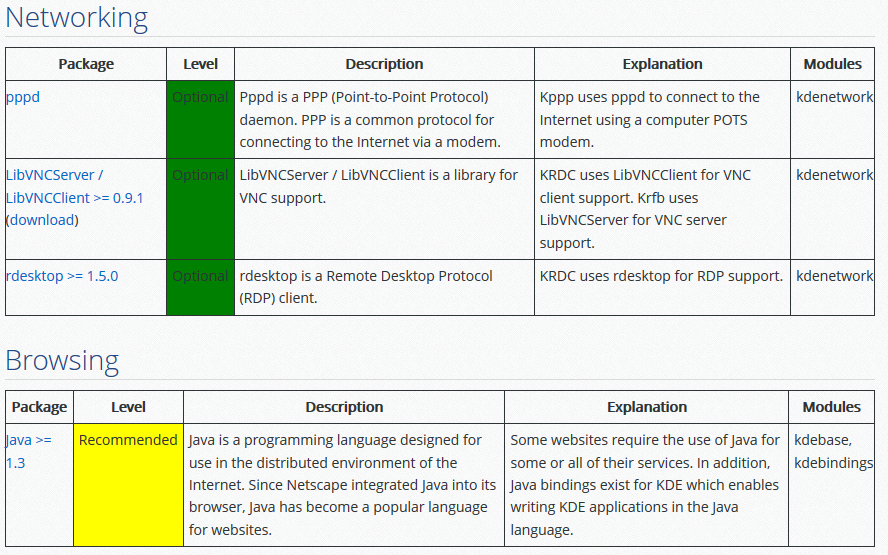 Networking
Package Level Description Explanation Modules
pppd Optional Pppd is a PPP (Point-to-Point Protocol) Kppp uses pppd to connect to the kdenetwork
daemon. PPP is a common protocol for Internet using a computer POTS
connecting to the Internet via a modem. modem.
LibVNCServer / Optional LibVNCServer / LibVNCClient is a library for KRDC uses LibVNCClient for VNC kdenetwork
LibVNCClient >= 0.9.1 VNC support. client support. Krfb uses
(download) LibVNCServer for VNC server
support.
rdesktop >= 1.5.0 Optional rdesktop is a Remote Desktop Protocol KRDC uses rdesktop for RDP support. kdenetwork
(RDP) client.
Browsing
Package Level Description Explanation Modules
Java >= Recommended Java is a programming language designed for Some websites require the use of Java for kdebase,
1.3 use in the distributed environment of the some or all of their services. In addition, kdebindings
Internet. Since Netscape integrated Java into its Java bindings exist for KDE which enables
browser, Java has become a popular language writing KDE applications in the Java
for websites. language.